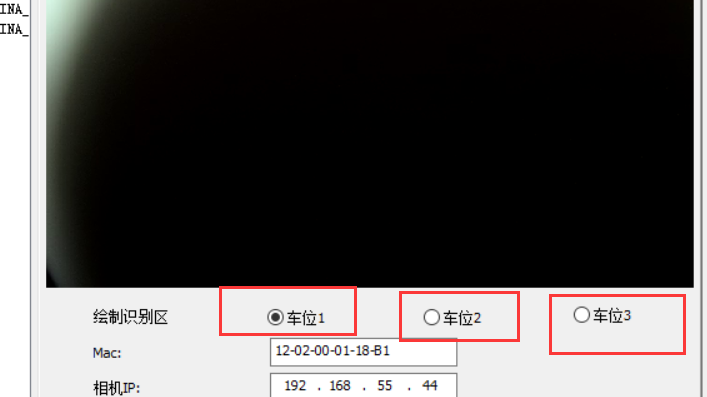 INA_
INA_
绘制识别区 车位1 车位2 车位3
Mac: 12-02-00-01-18-B1
相机IP: 192 . 168 . 55 . 44